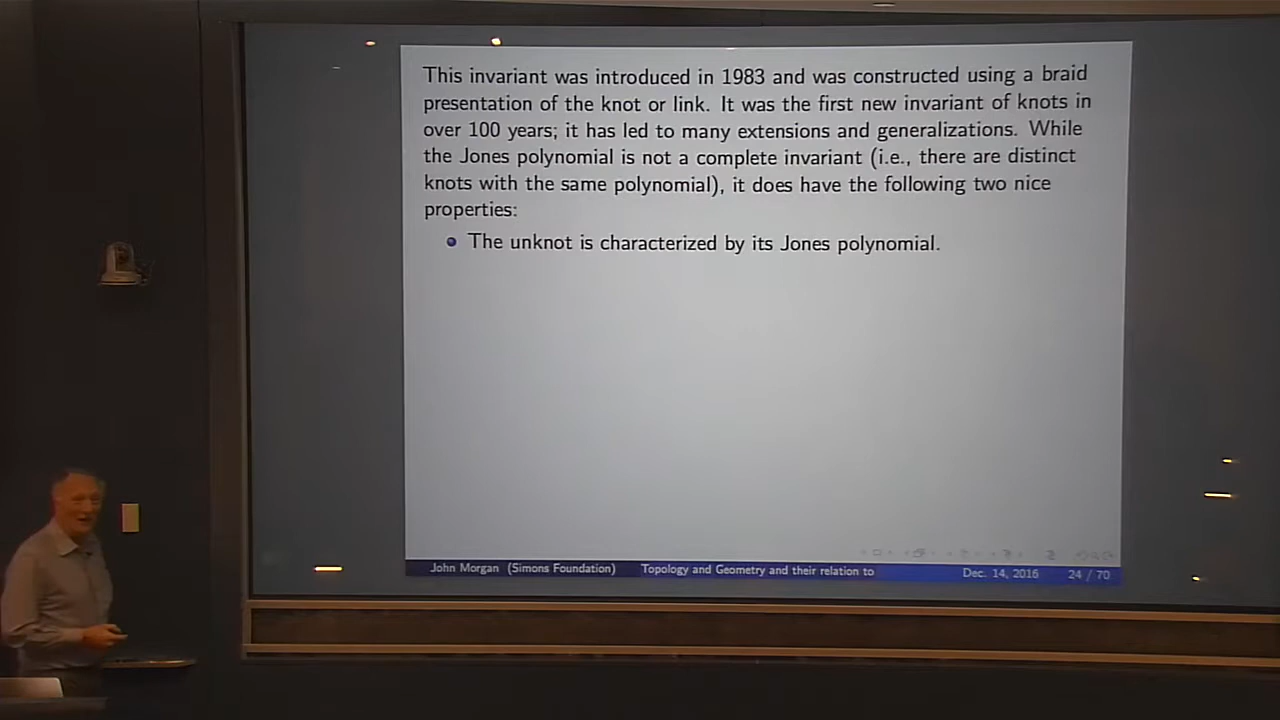 This invariant was introduced in 1983 and was constructed using a braid
presentation of the knot or link. It was the first new invariant of knots in
over 100 years; it has led to many extensions and generalizations. While
the Jones polynomial is not a complete invariant (i.e., there are distinct
knots with the same polynomial), it does have the following two nice
properties:
The unknot is characterized by its Jones polynomial.
John Morgan (Simons Foundation) Topology and Geometry and their relation to Dec. 14, 2016 24 / 70